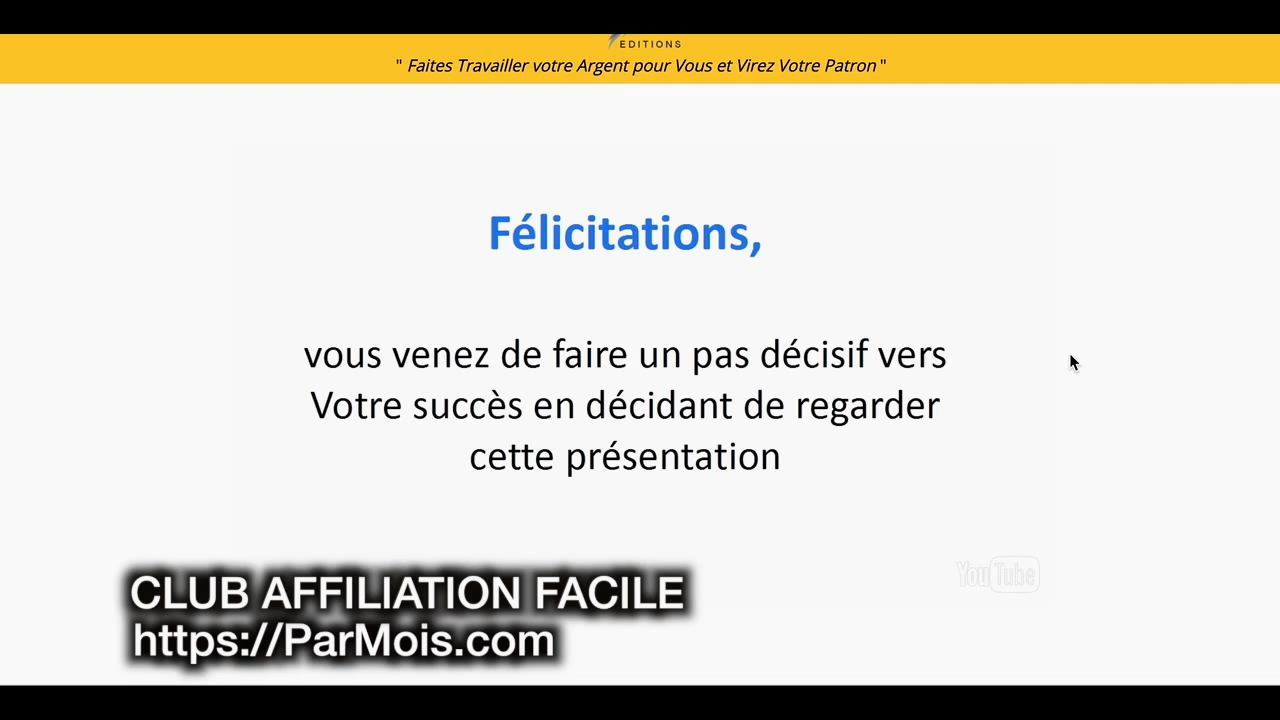 EDITIONS
" Faites Travailler votre Argent pour Vous et Virez Votre Patron "
Félicitations,
vous venez de faire un pas décisif vers
Votre succès en décidant de regarder
cette présentation
YouTube
CLUB AFFILIATION FACILE
https://ParMois.com